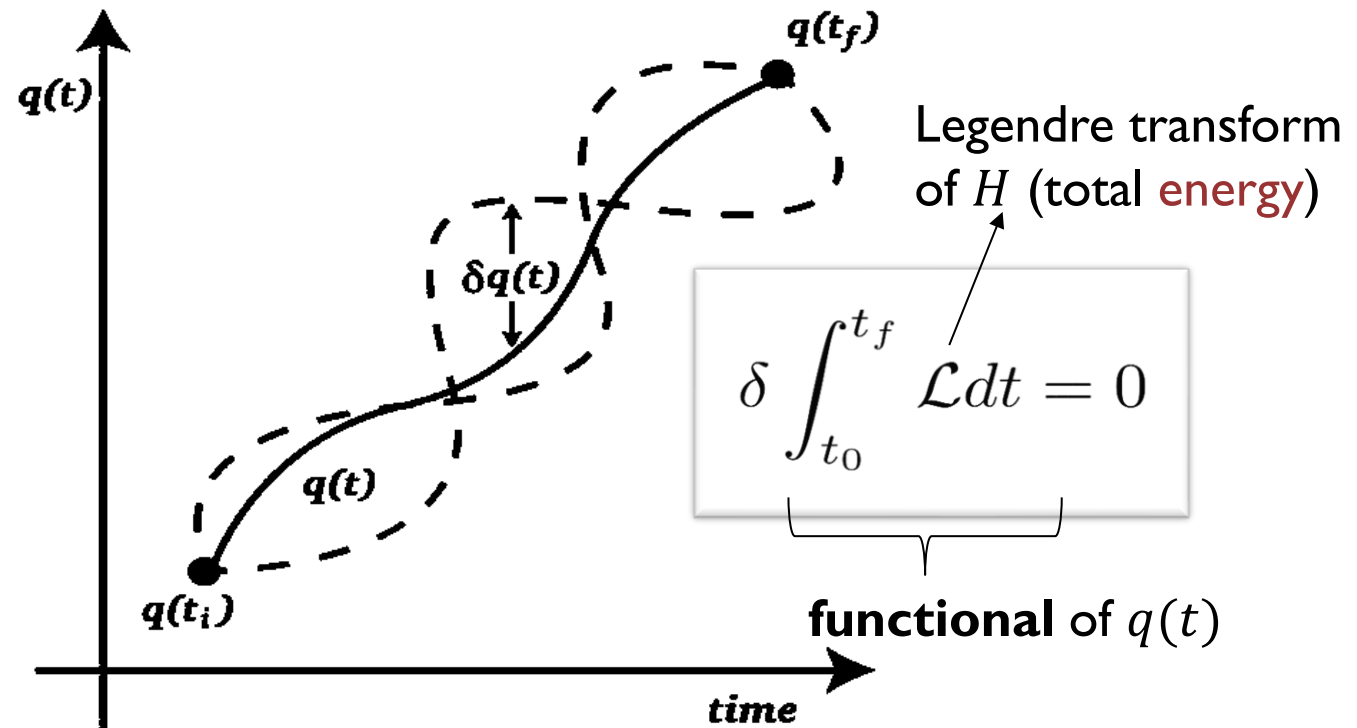 q(t_f)
q(t)
Legendre transform
of H (total energy)
δq(t)
δ ∫_{t_0}^{t_f} ℒdt = 0
q(t)
q(t_i)
functional of q(t)
time